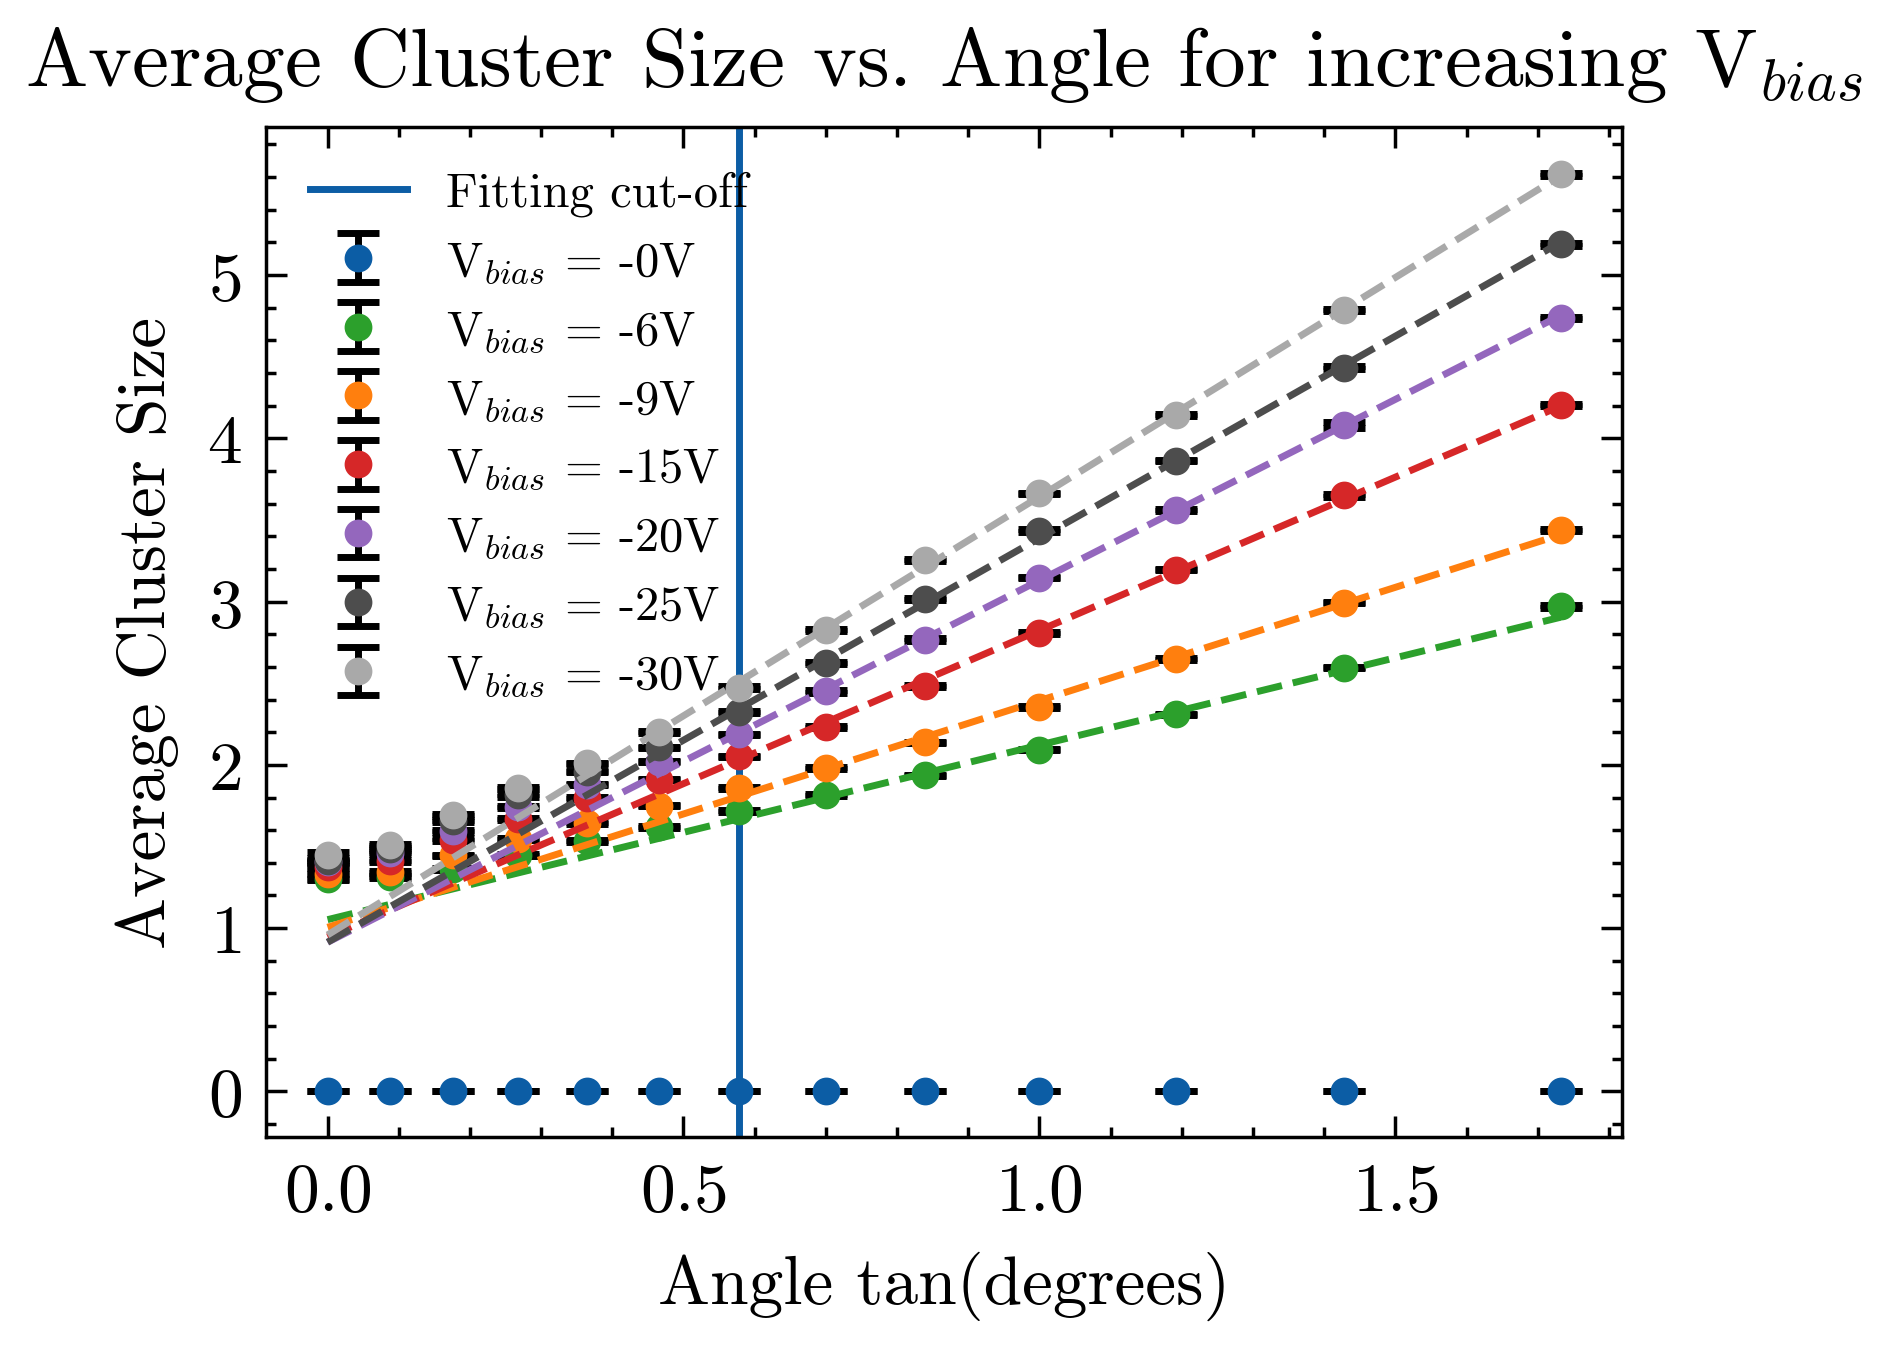 Average Cluster Size vs. Angle for increasing V_bias
Fitting cut-off
V_bias = -0V
V_bias = -6V
V_bias = -9V
V_bias = -15V
V_bias = -20V
V_bias = -25V
V_bias = -30V
Average Cluster Size
5
4
3
2
1
0
0.0 0.5 1.0 1.5
Angle tan(degrees)